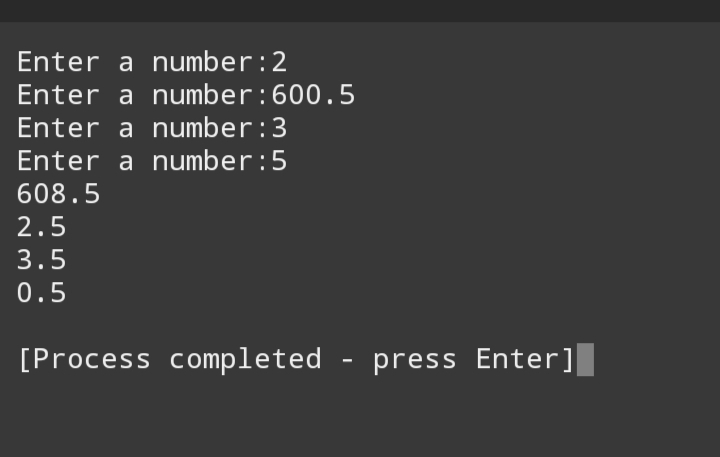 Enter a number:2
Enter a number:600.5
Enter a number:3
Enter a number:5
608.5
2.5
3.5
0.5
[Process completed - press Enter]